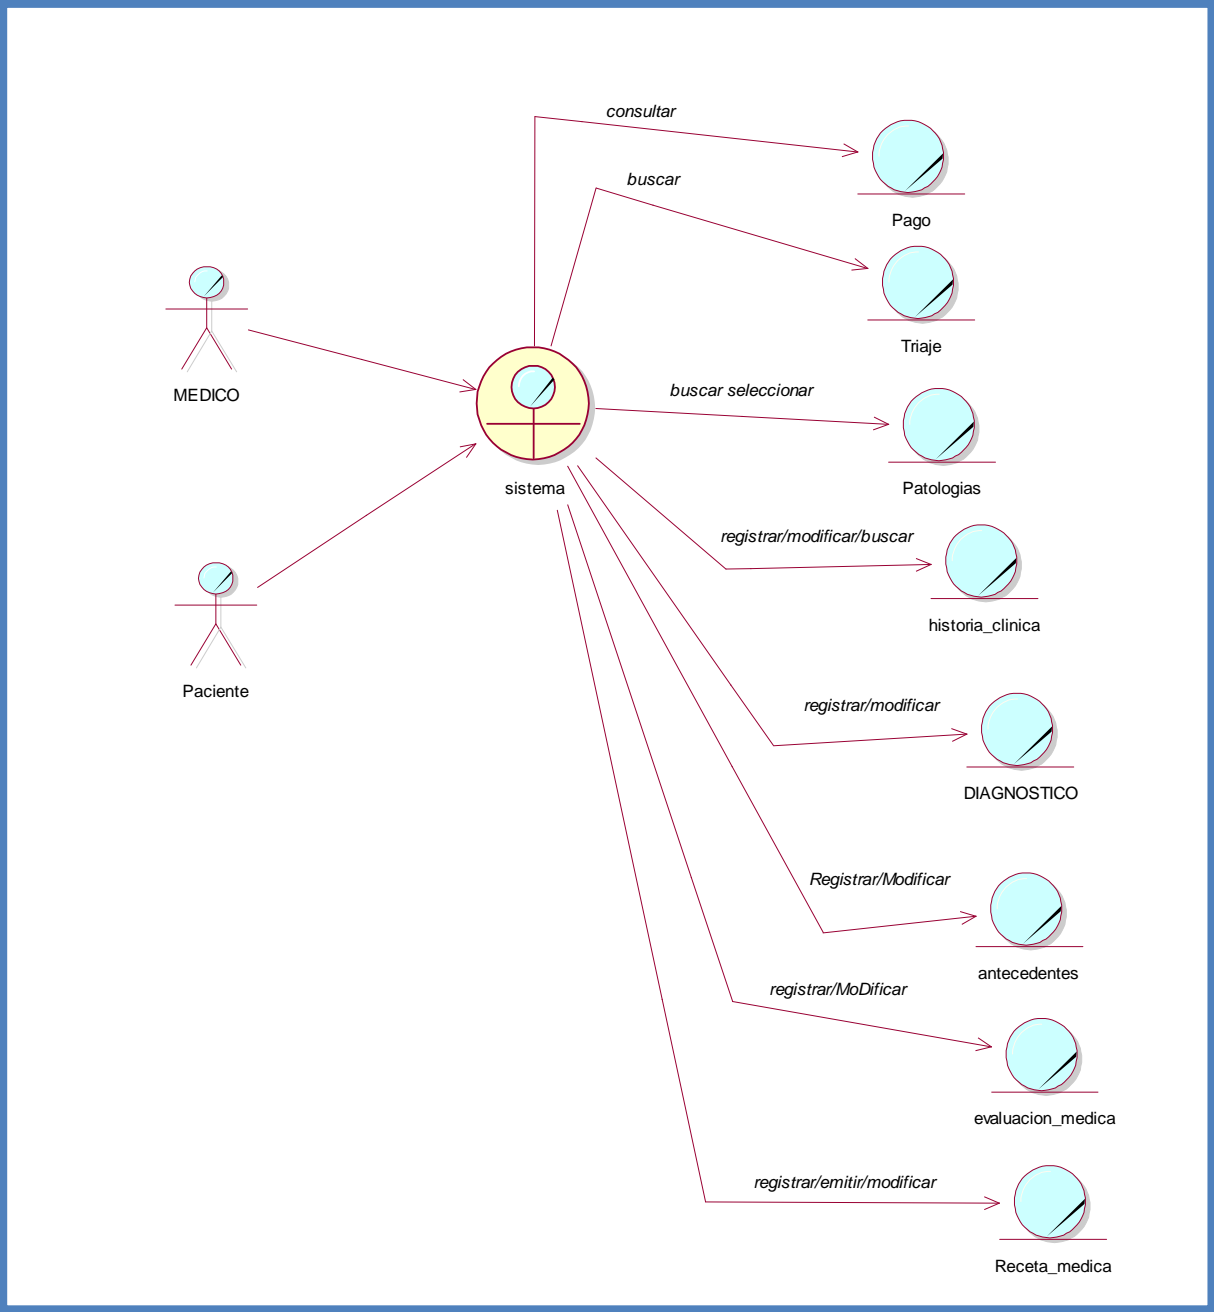 consultar
Pago
buscar
Triaje
MEDICO
buscar seleccionar
Patologias
sistema
registrar/modificar/buscar
historia_clinica
Paciente
registrar/modificar
DIAGNOSTICO
Registrar/Modificar
antecedentes
registrar/MoDificar
evaluacion_medica
registrar/emitir/modificar
Receta_medica